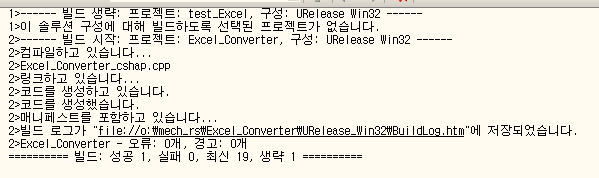 1>------ 빌드 생략: 프로젝트: test_Excel, 구성: URelease Win32 ------
1>이 솔루션 구성에 대해 빌드하도록 선택된 프로젝트가 없습니다.
2>------ 빌드 시작: 프로젝트: Excel_Converter, 구성: URelease Win32 ------
2>컴파일하고 있습니다...
2>Excel_Converter_cshap.cpp
2>링크하고 있습니다...
2>코드를 생성하고 있습니다.
2>코드를 생성했습니다.
2>매니페스트를 포함하고 있습니다...
2>빌드 로그가 "file://o:₩mech_rs₩Excel_Converter₩URelease_Win32₩BuildLog.htm"에 저장되었습니다.
2>Excel_Converter - 오류: 0개, 경고: 0개
========== 빌드: 성공 1, 실패 0, 최신 19, 생략 1 ==========